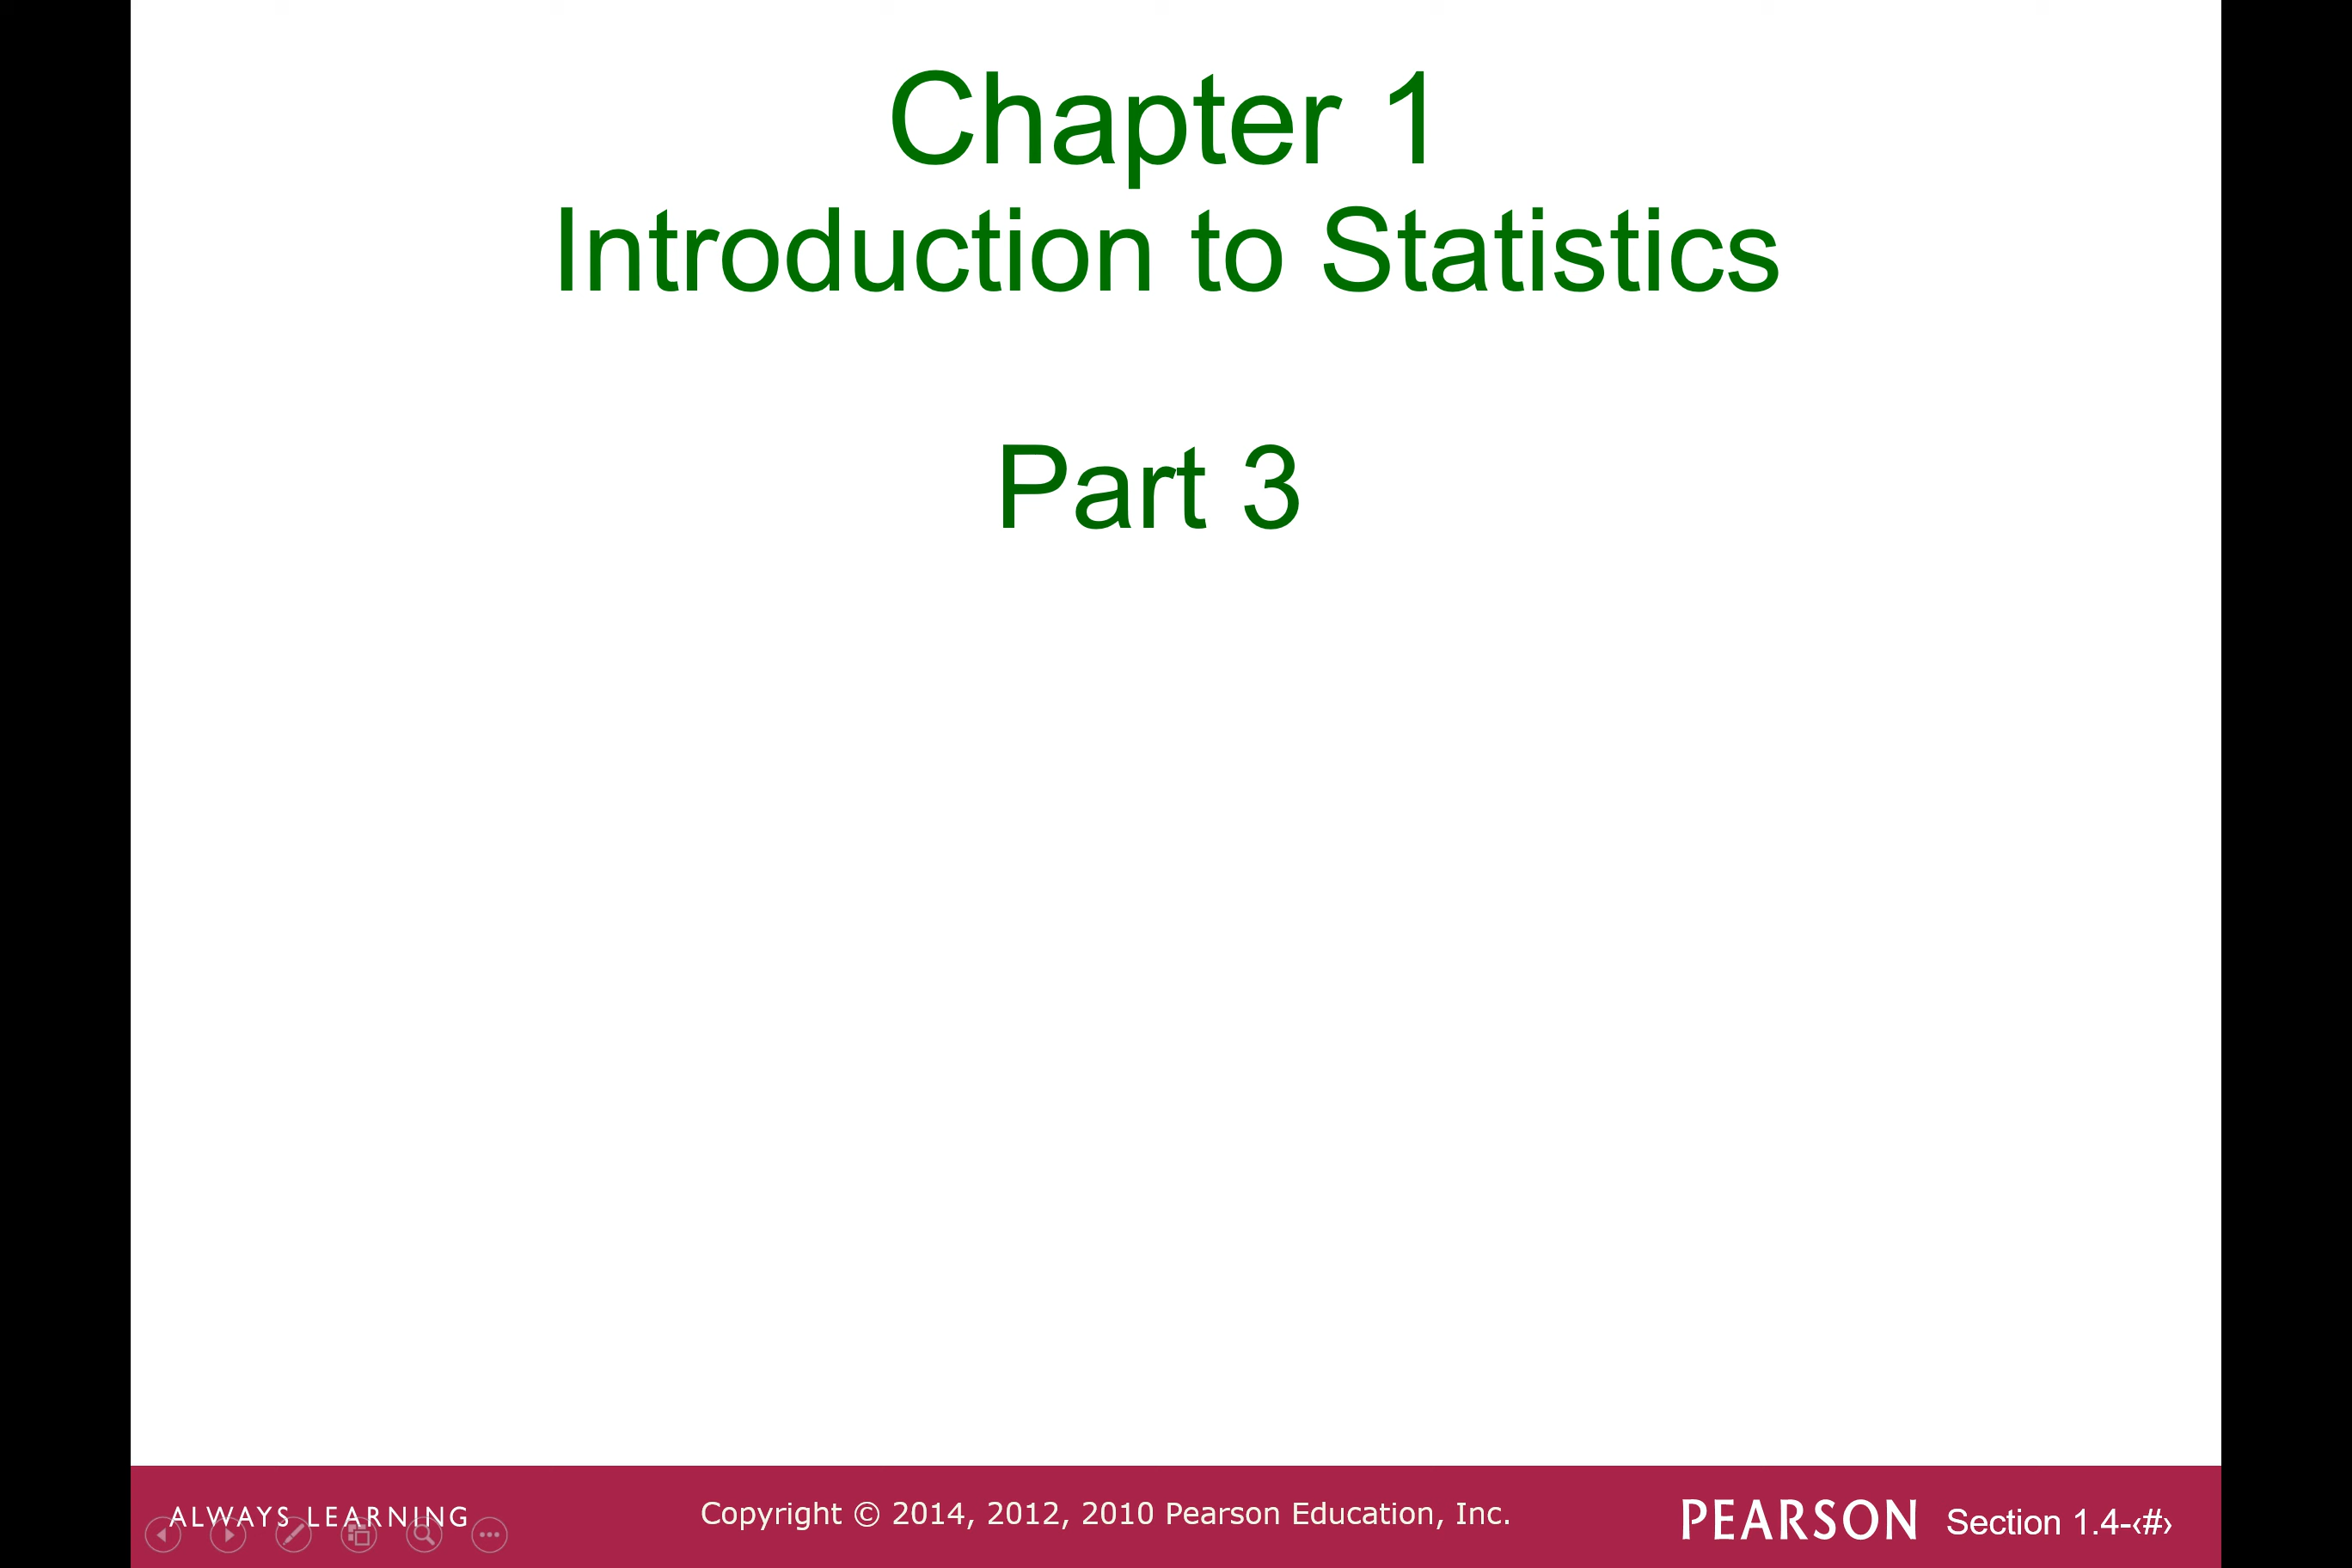 Chapter 1
Introduction to Statistics
Part 3
ALWAYS LEARNING
Copyright © 2014, 2012, 2010 Pearson Education, Inc.
PEARSON
Section 1.4-‹#›